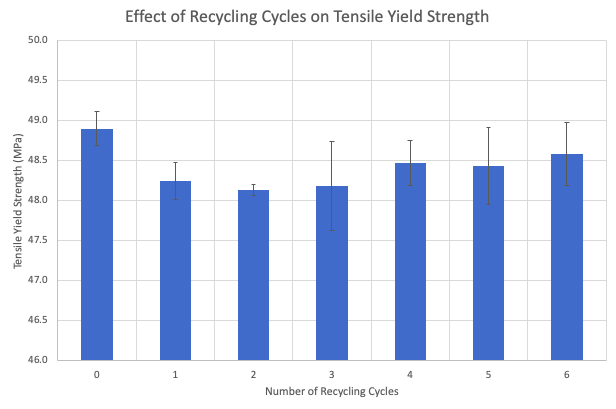 Effect of Recycling Cycles on Tensile Yield Strength
50.0
49.5
49.0
48.5
48.0
47.5
47.0
46.5
46.0
Tensile Yield Strength (MPa)
0 1 2 3 4 5 6
Number of Recycling Cycles